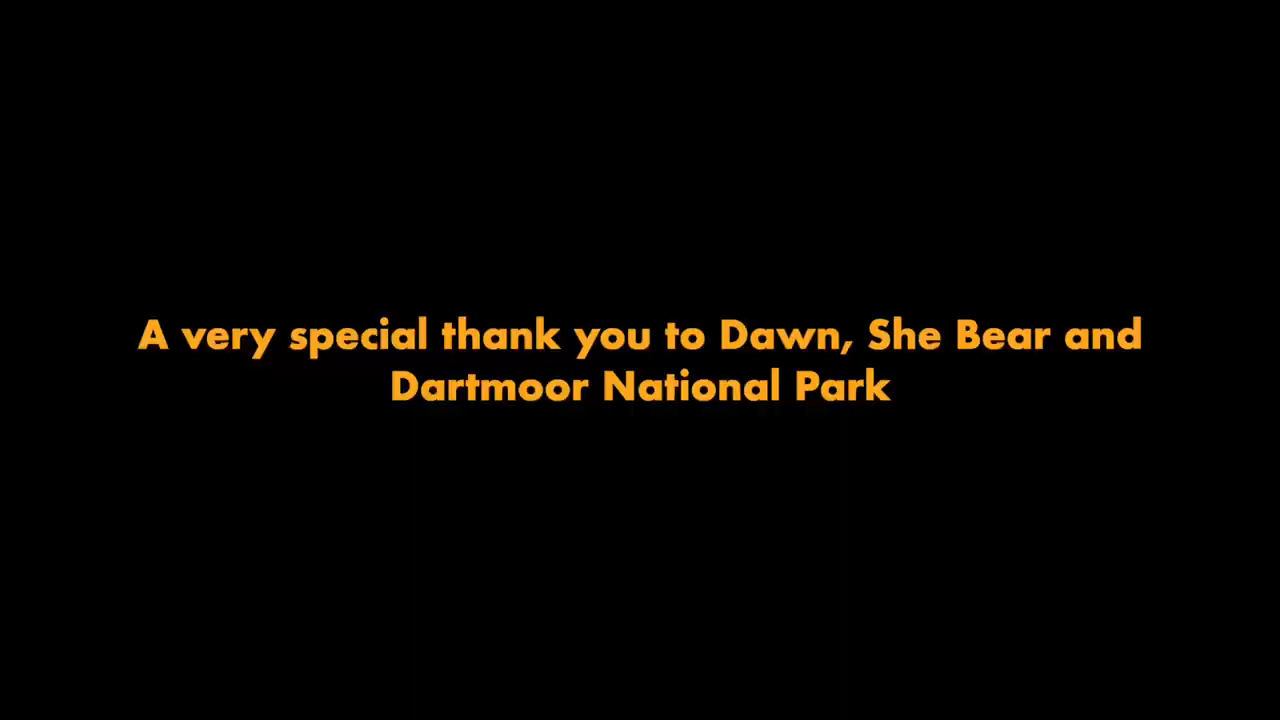 A very special thank you to Dawn, She Bear and
Dartmoor National Park